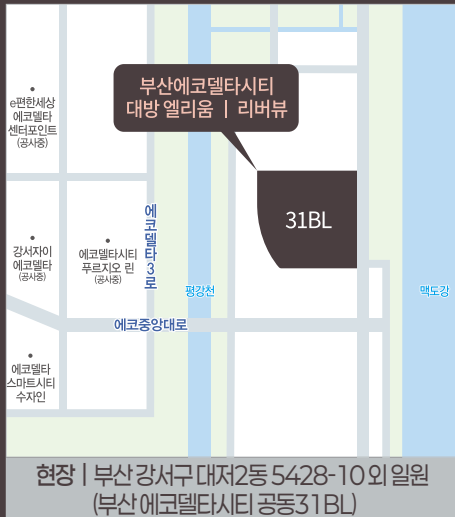 부산에코델타시티
대방 엘리움 | 리버뷰
e편한세상
에코델타
센터포인트
(공사중)
31BL
강서자이
에코델타
(공사중)
에코델타시티
푸르지오 린
(공사중)
에코델타3로
평강천
맥도강
에코중앙대로
에코델타
스마트시티
수자인
현장 | 부산 강서구 대저2동 5428-10 외 일원
(부산 에코델타시티 공동31BL)